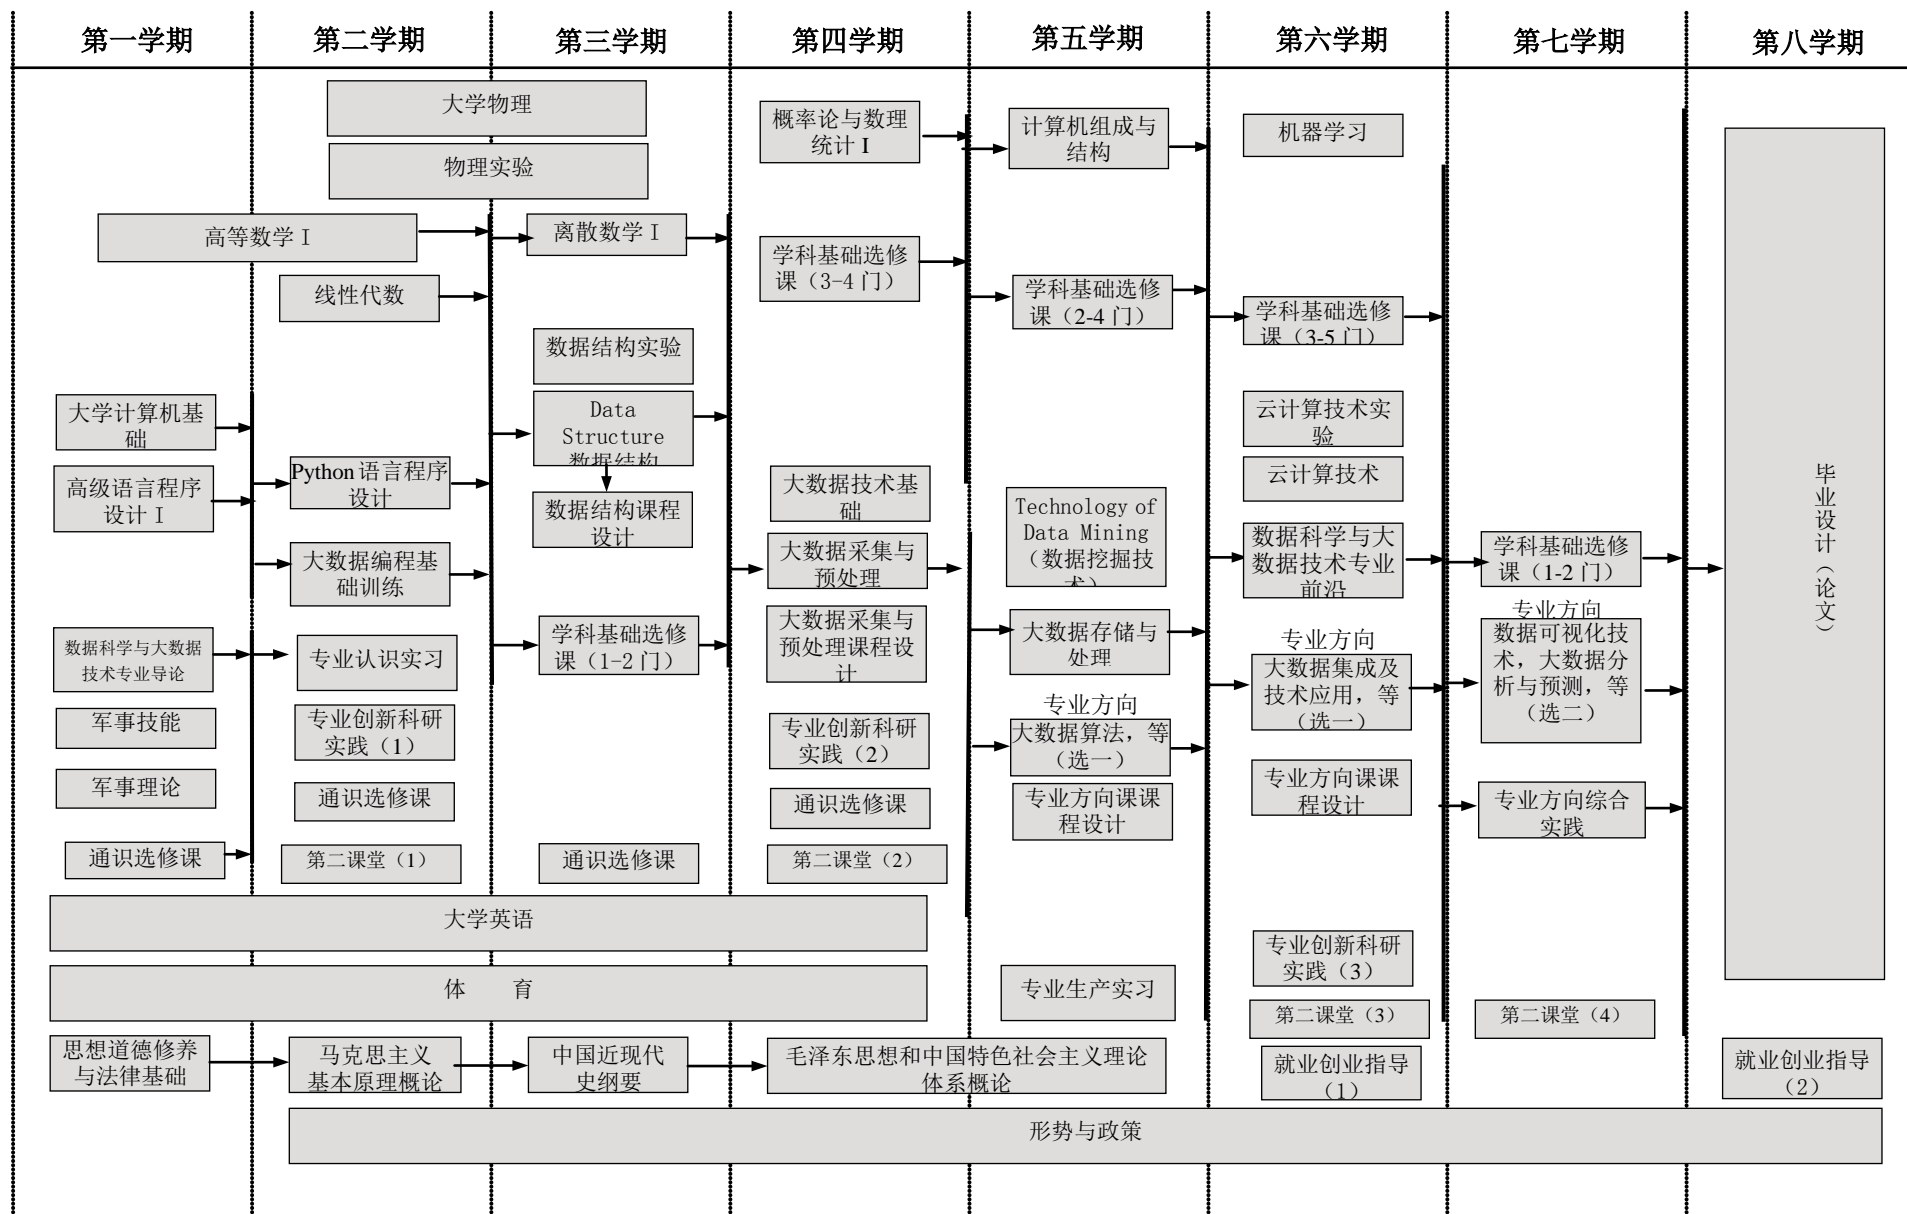 第一学期
第二学期
第三学期
第四学期
第五学期
第六学期
第七学期
第八学期
大学物理
物理实验
高等数学 I
线性代数
离散数学 I
概率论与数理
统计 I
计算机组成与
结构
机器学习
学科基础选修
课（3-4 门）
学科基础选修
课（2-4 门）
学科基础选修
课（3-5 门）
数据结构实验
大学计算机基
础
高级语言程序
设计 I
Python 语言程序
设计
Data
Structure
数据结构
数据结构课程
设计
大数据技术基
础
Technology of
Data Mining
（数据挖掘技
术）
云计算技术实
验
云计算技术
大数据编程基
础训练
大数据采集与
预处理
数据科学与大
数据技术专业
前沿
学科基础选修
课（1-2 门）
数据科学与大数据
技术专业导论
专业认识实习
学科基础选修
课（1-2 门）
大数据采集与
预处理课程设
计
大数据存储与
处理
专业方向
大数据集成及
技术应用，等
（选一）
专业方向
数据可视化技
术，大数据分
析与预测，等
（选二）
军事技能
专业创新科研
实践（1）
专业创新科研
实践（2）
专业方向
大数据算法，等
（选一）
军事理论
通识选修课
通识选修课
专业方向课课
程设计
专业方向课课
程设计
专业方向综合
实践
通识选修课
第二课堂（1）
通识选修课
第二课堂（2）
大学英语
专业创新科研
实践（3）
体 育
专业生产实习
第二课堂（3）
第二课堂（4）
思想道德修养
与法律基础
马克思主义
基本原理概论
中国近现代
史纲要
毛泽东思想和中国特色社会主义理论
体系概论
就业创业指导
（1）
就业创业指导
（2）
形势与政策
毕业设计（论文）